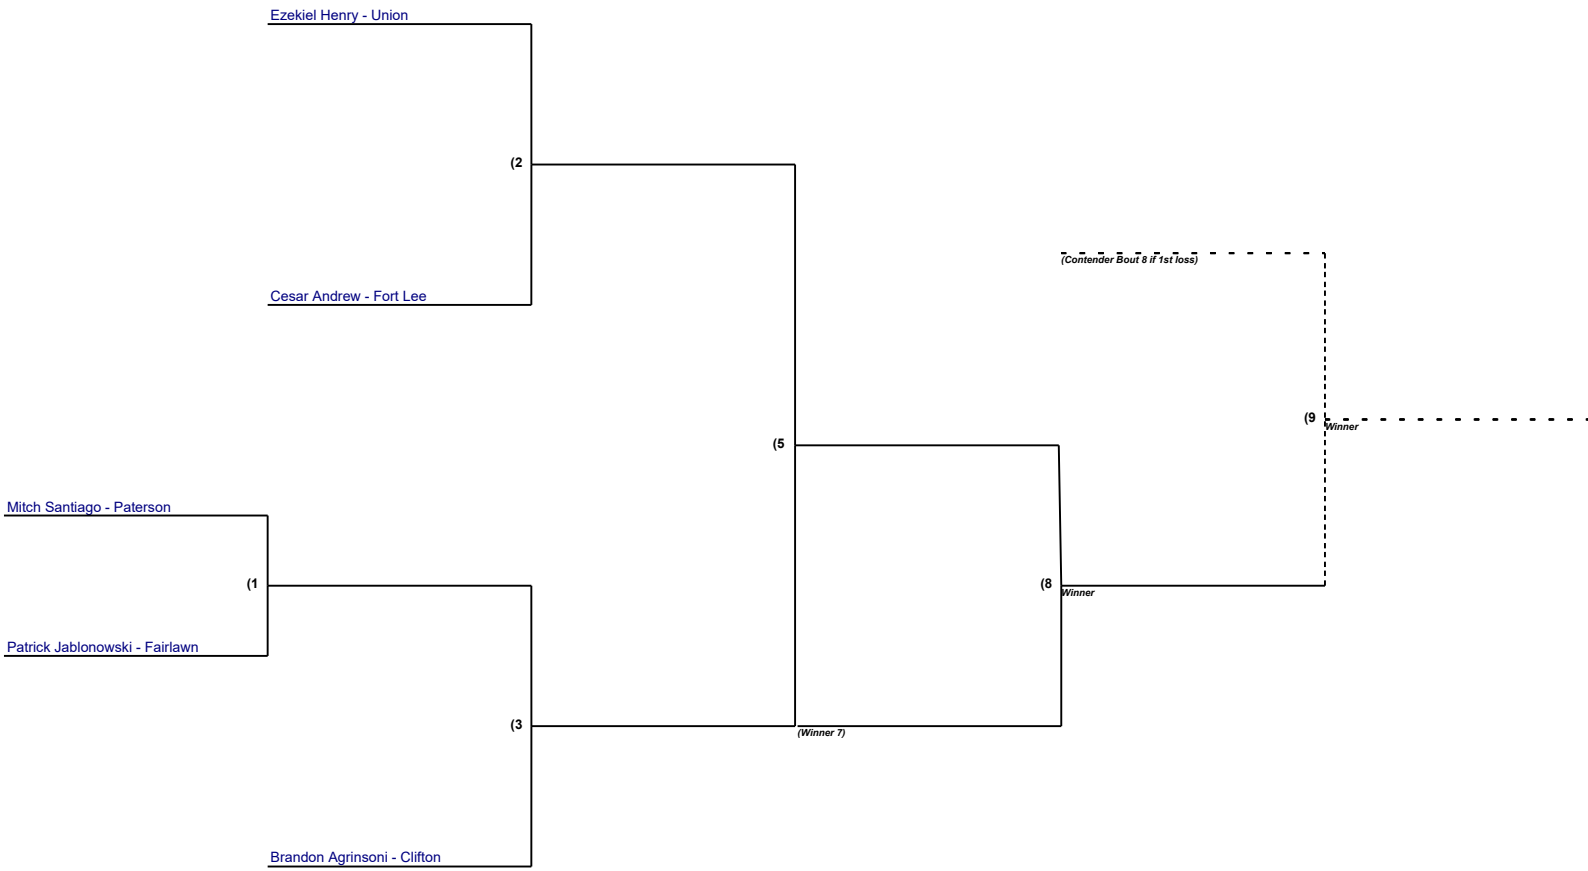 Ezekiel Henry - Union
(2
(Contender Bout 8 if 1st loss)
Cesar Andrew - Fort Lee
(9
Winner
(5
Mitch Santiago - Paterson
(1
(8
Winner
Patrick Jablonowski - Fairlawn
(3
(Winner 7)
Brandon Agrinsoni - Clifton